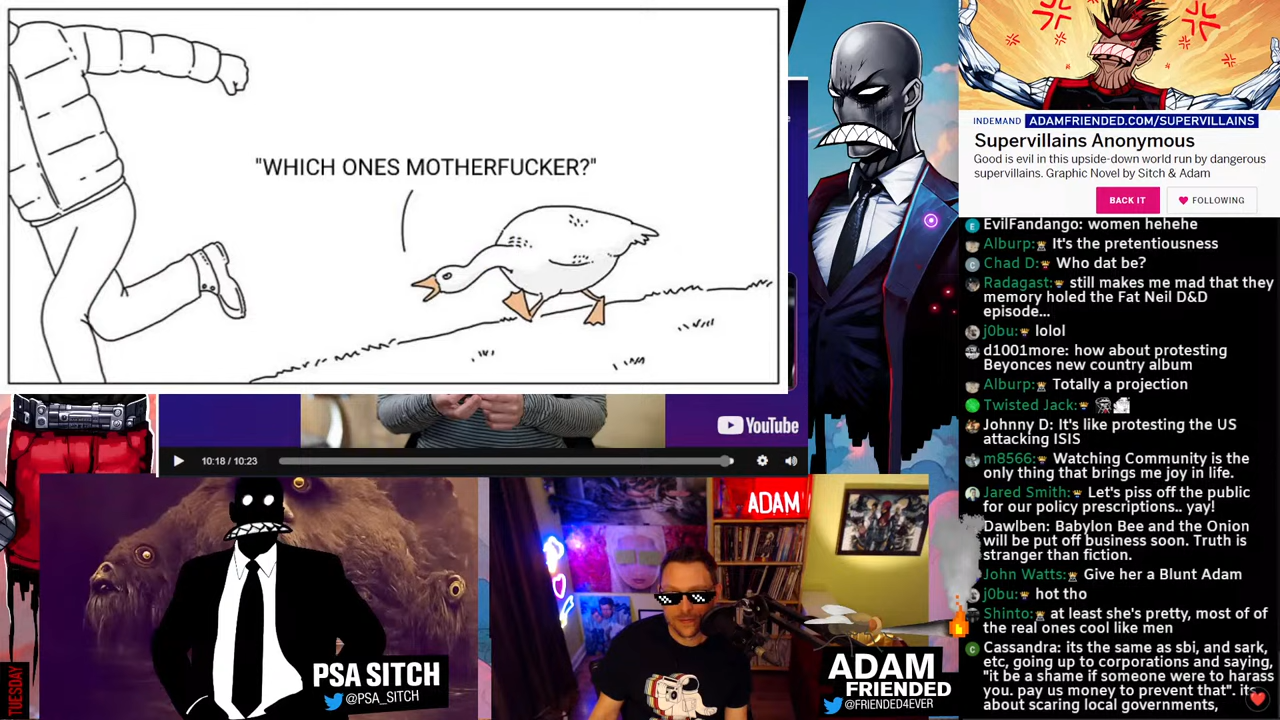 "WHICH ONES MOTHERFUCKER?"
YouTube
10:18 / 10:23
ADAM
PSA SITCH
@PSA_SITCH
ADAM
FRIENDED
@FRIENDED4EVER
TUESDAY
INDEMAND ADAMFRIENDED.COM/SUPERVILLAINS
Supervillains Anonymous
Good is evil in this upside-down world run by dangerous
supervillains. Graphic Novel by Sitch & Adam
BACK IT
FOLLOWING
EvilFandango: women hehehe
Alburp: It's the pretentiousness
Chad D: Who dat be?
Radagast: still makes me mad that they
memory holed the Fat Neil D&D
episode...
j0bu: lolol
d1001more: how about protesting
Beyonces new country album
Alburp: Totally a projection
Twisted Jack:
Johnny D: It's like protesting the US
attacking ISIS
m8566: Watching Community is the
only thing that brings me joy in life.
Jared Smith: Let's piss off the public
for our policy prescriptions.. yay!
Dawlben: Babylon Bee and the Onion
will be put off business soon. Truth is
stranger than fiction.
John Watts: Give her a Blunt Adam
j0bu: hot tho
Shinto: at least she's pretty, most of of
the real ones cool like men
Cassandra: its the same as sbi, and sark,
etc, going up to corporations and saying,
"it be a shame if someone were to harass
you. pay us money to prevent that". its
about scaring local governments,